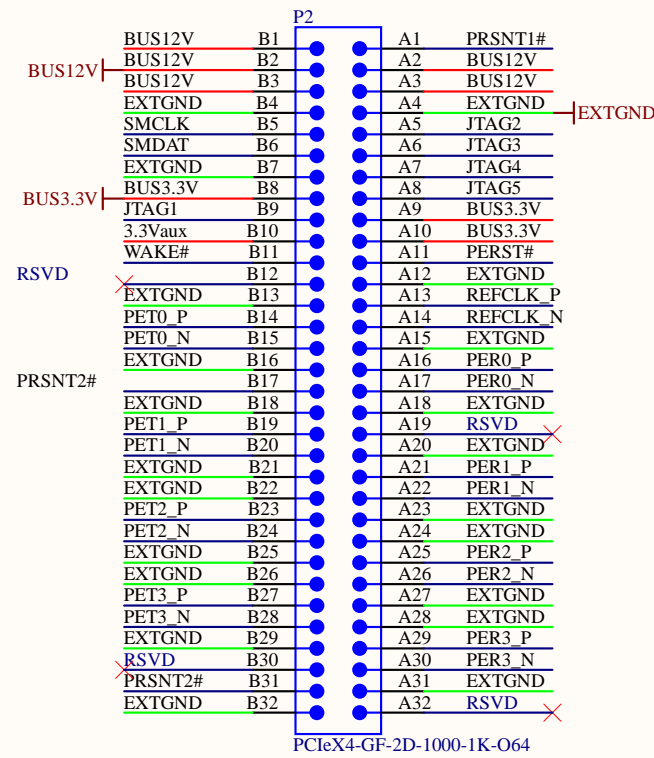 P2
BUS12V B1 A1 PRSNT1#
BUS12V BUS12V B2 A2 BUS12V
BUS12V B3 A3 BUS12V
EXTGND B4 A4 EXTGND EXTGND
SMCLK B5 A5 JTAG2
SMDAT B6 A6 JTAG3
EXTGND B7 A7 JTAG4
BUS3.3V BUS3.3V B8 A8 JTAG5
JTAG1 B9 A9 BUS3.3V
3.3Vaux B10 A10 BUS3.3V
WAKE# B11 A11 PERST#
RSVD B12 A12 EXTGND
EXTGND B13 A13 REFCLK_P
PET0_P B14 A14 REFCLK_N
PET0_N B15 A15 EXTGND
EXTGND B16 A16 PER0_P
PRSNT2# B17 A17 PER0_N
EXTGND B18 A18 EXTGND
PET1_P B19 A19 RSVD
PET1_N B20 A20 EXTGND
EXTGND B21 A21 PER1_P
EXTGND B22 A22 PER1_N
PET2_P B23 A23 EXTGND
PET2_N B24 A24 EXTGND
EXTGND B25 A25 PER2_P
EXTGND B26 A26 PER2_N
PET3_P B27 A27 EXTGND
PET3_N B28 A28 EXTGND
EXTGND B29 A29 PER3_P
RSVD B30 A30 PER3_N
PRSNT2# B31 A31 EXTGND
EXTGND B32 A32 RSVD
PCIeX4-GF-2D-1000-1K-O64